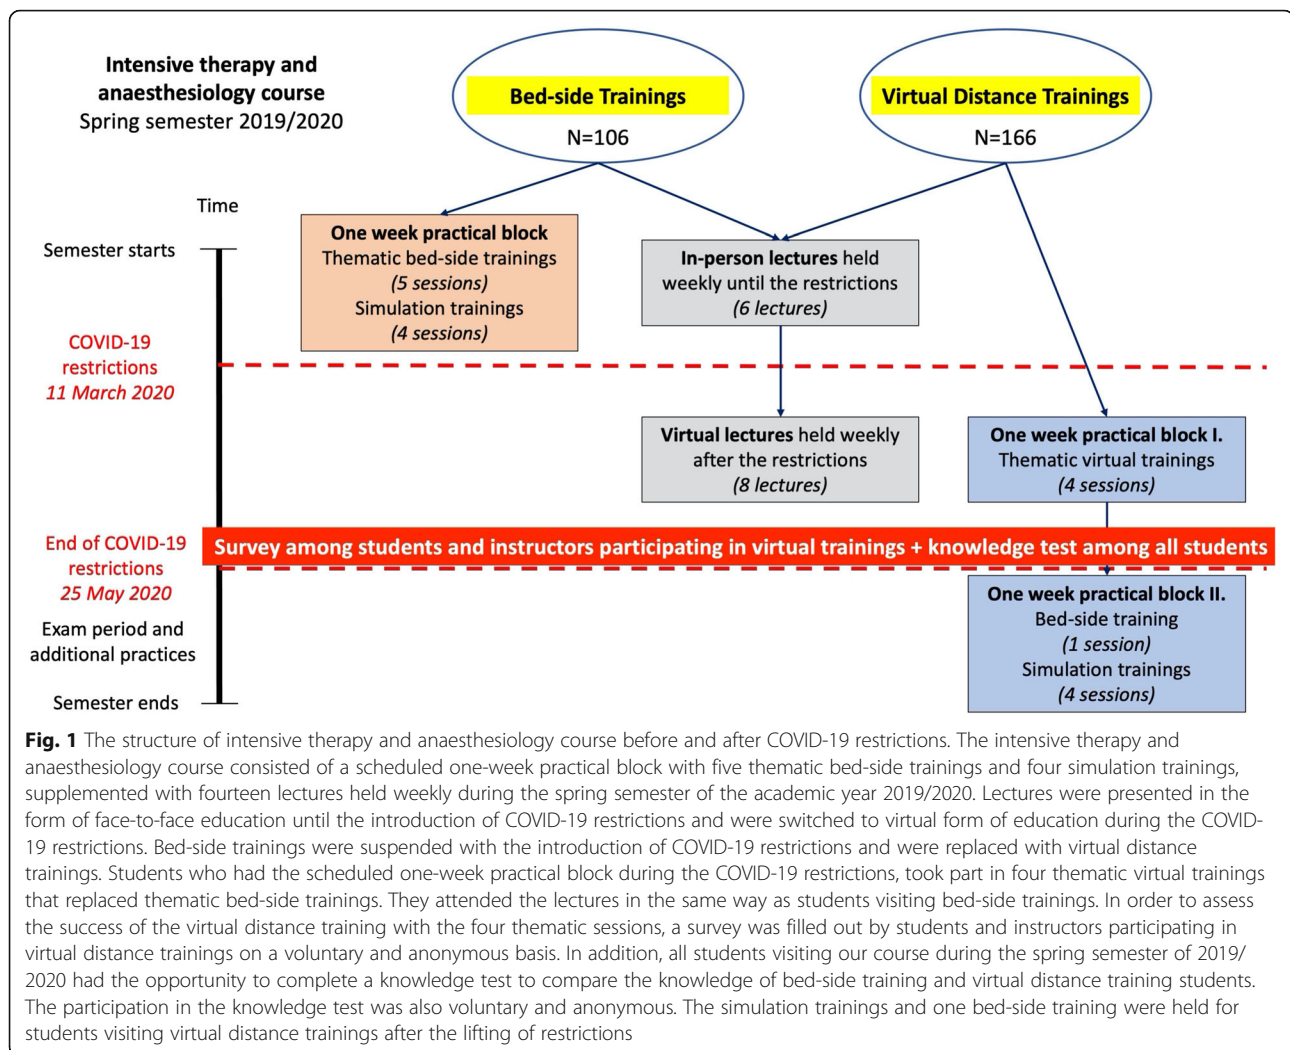 Intensive therapy and
anaesthesiology course
Spring semester 2019/2020
Bed-side Trainings
N=106
Virtual Distance Trainings
N=166
Time
Semester starts
One week practical block
Thematic bed-side trainings
(5 sessions)
Simulation trainings
(4 sessions)
In-person lectures held
weekly until the restrictions
(6 lectures)
COVID-19
restrictions
11 March 2020
Virtual lectures held weekly
after the restrictions
(8 lectures)
One week practical block I.
Thematic virtual trainings
(4 sessions)
End of COVID-19
restrictions
25 May 2020
Survey among students and instructors participating in virtual trainings + knowledge test among all students
One week practical block II.
Bed-side training
(1 session)
Simulation trainings
(4 sessions)
Exam period and
additional practices
Semester ends
Fig. 1 The structure of intensive therapy and anaesthesiology course before and after COVID-19 restrictions. The intensive therapy and
anaesthesiology course consisted of a scheduled one-week practical block with five thematic bed-side trainings and four simulation trainings,
supplemented with fourteen lectures held weekly during the spring semester of the academic year 2019/2020. Lectures were presented in the
form of face-to-face education until the introduction of COVID-19 restrictions and were switched to virtual form of education during the COVID-
19 restrictions. Bed-side trainings were suspended with the introduction of COVID-19 restrictions and were replaced with virtual distance
trainings. Students who had the scheduled one-week practical block during the COVID-19 restrictions, took part in four thematic virtual trainings
that replaced thematic bed-side trainings. They attended the lectures in the same way as students visiting bed-side trainings. In order to assess
the success of the virtual distance training with the four thematic sessions, a survey was filled out by students and instructors participating in
virtual distance trainings on a voluntary and anonymous basis. In addition, all students visiting our course during the spring semester of 2019/
2020 had the opportunity to complete a knowledge test to compare the knowledge of bed-side training and virtual distance training students.
The participation in the knowledge test was also voluntary and anonymous. The simulation trainings and one bed-side training were held for
students visiting virtual distance trainings after the lifting of restrictions